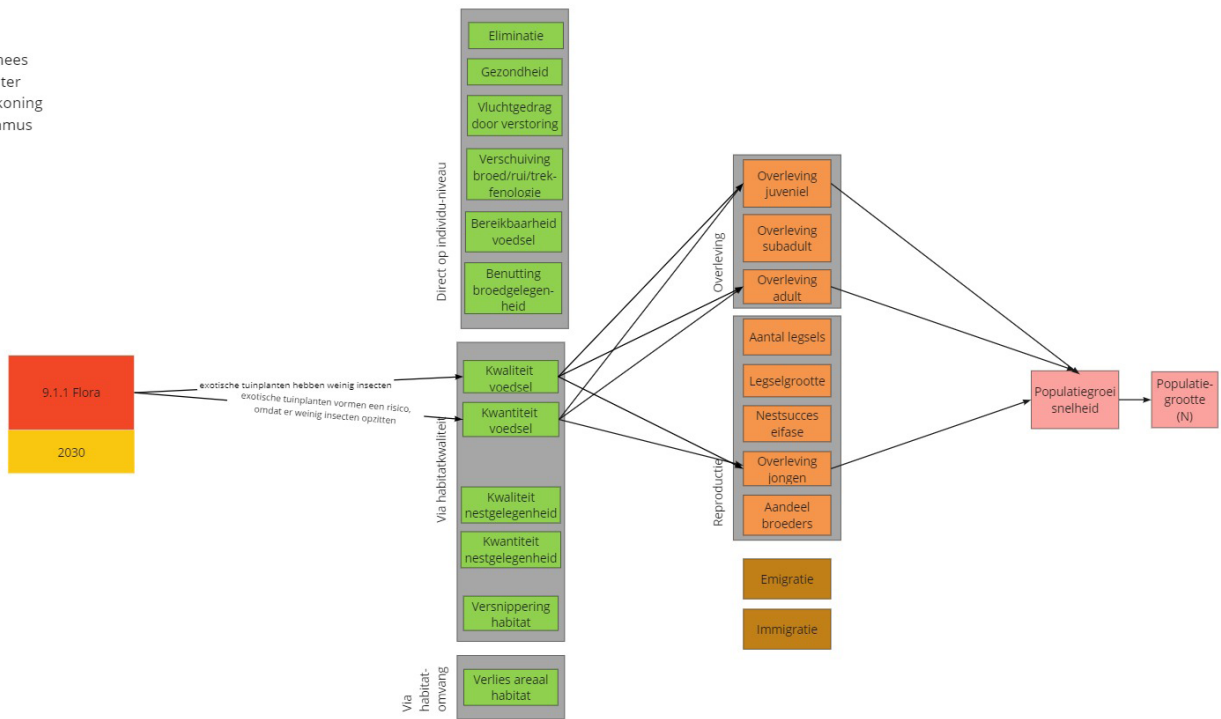 nees
ter
koning
mus
Direct op individu-niveau
Eliminatie
Gezondheid
Vluchtgedrag
door verstoring
Verschuiving
broed/rui/trek-
fenologie
Bereikbaarheid
voedsel
Benutting
broedgelegen-
heid
9.1.1 Flora
2030
exotische tuinplanten hebben weinig insecten
exotische tuinplanten vormen een risico,
omdat er weinig insecten opzitten
Via habitatkwaliteit
Kwaliteit
voedsel
Kwantiteit
voedsel
Kwaliteit
nestgelegenheid
Kwantiteit
nestgelegenheid
Versnippering
habitat
Via
habitat-
omvang
Verlies areaal
habitat
Overleving
Overleving
juveniel
Overleving
subadult
Overleving
adult
Reproductie
Aantal legsels
Legselgrootte
Nestsucces
eifase
Overleving
jongen
Aandeel
broeders
Emigratie
Immigratie
Populatiegroei
snelheid
Populatie-
grootte
(N)